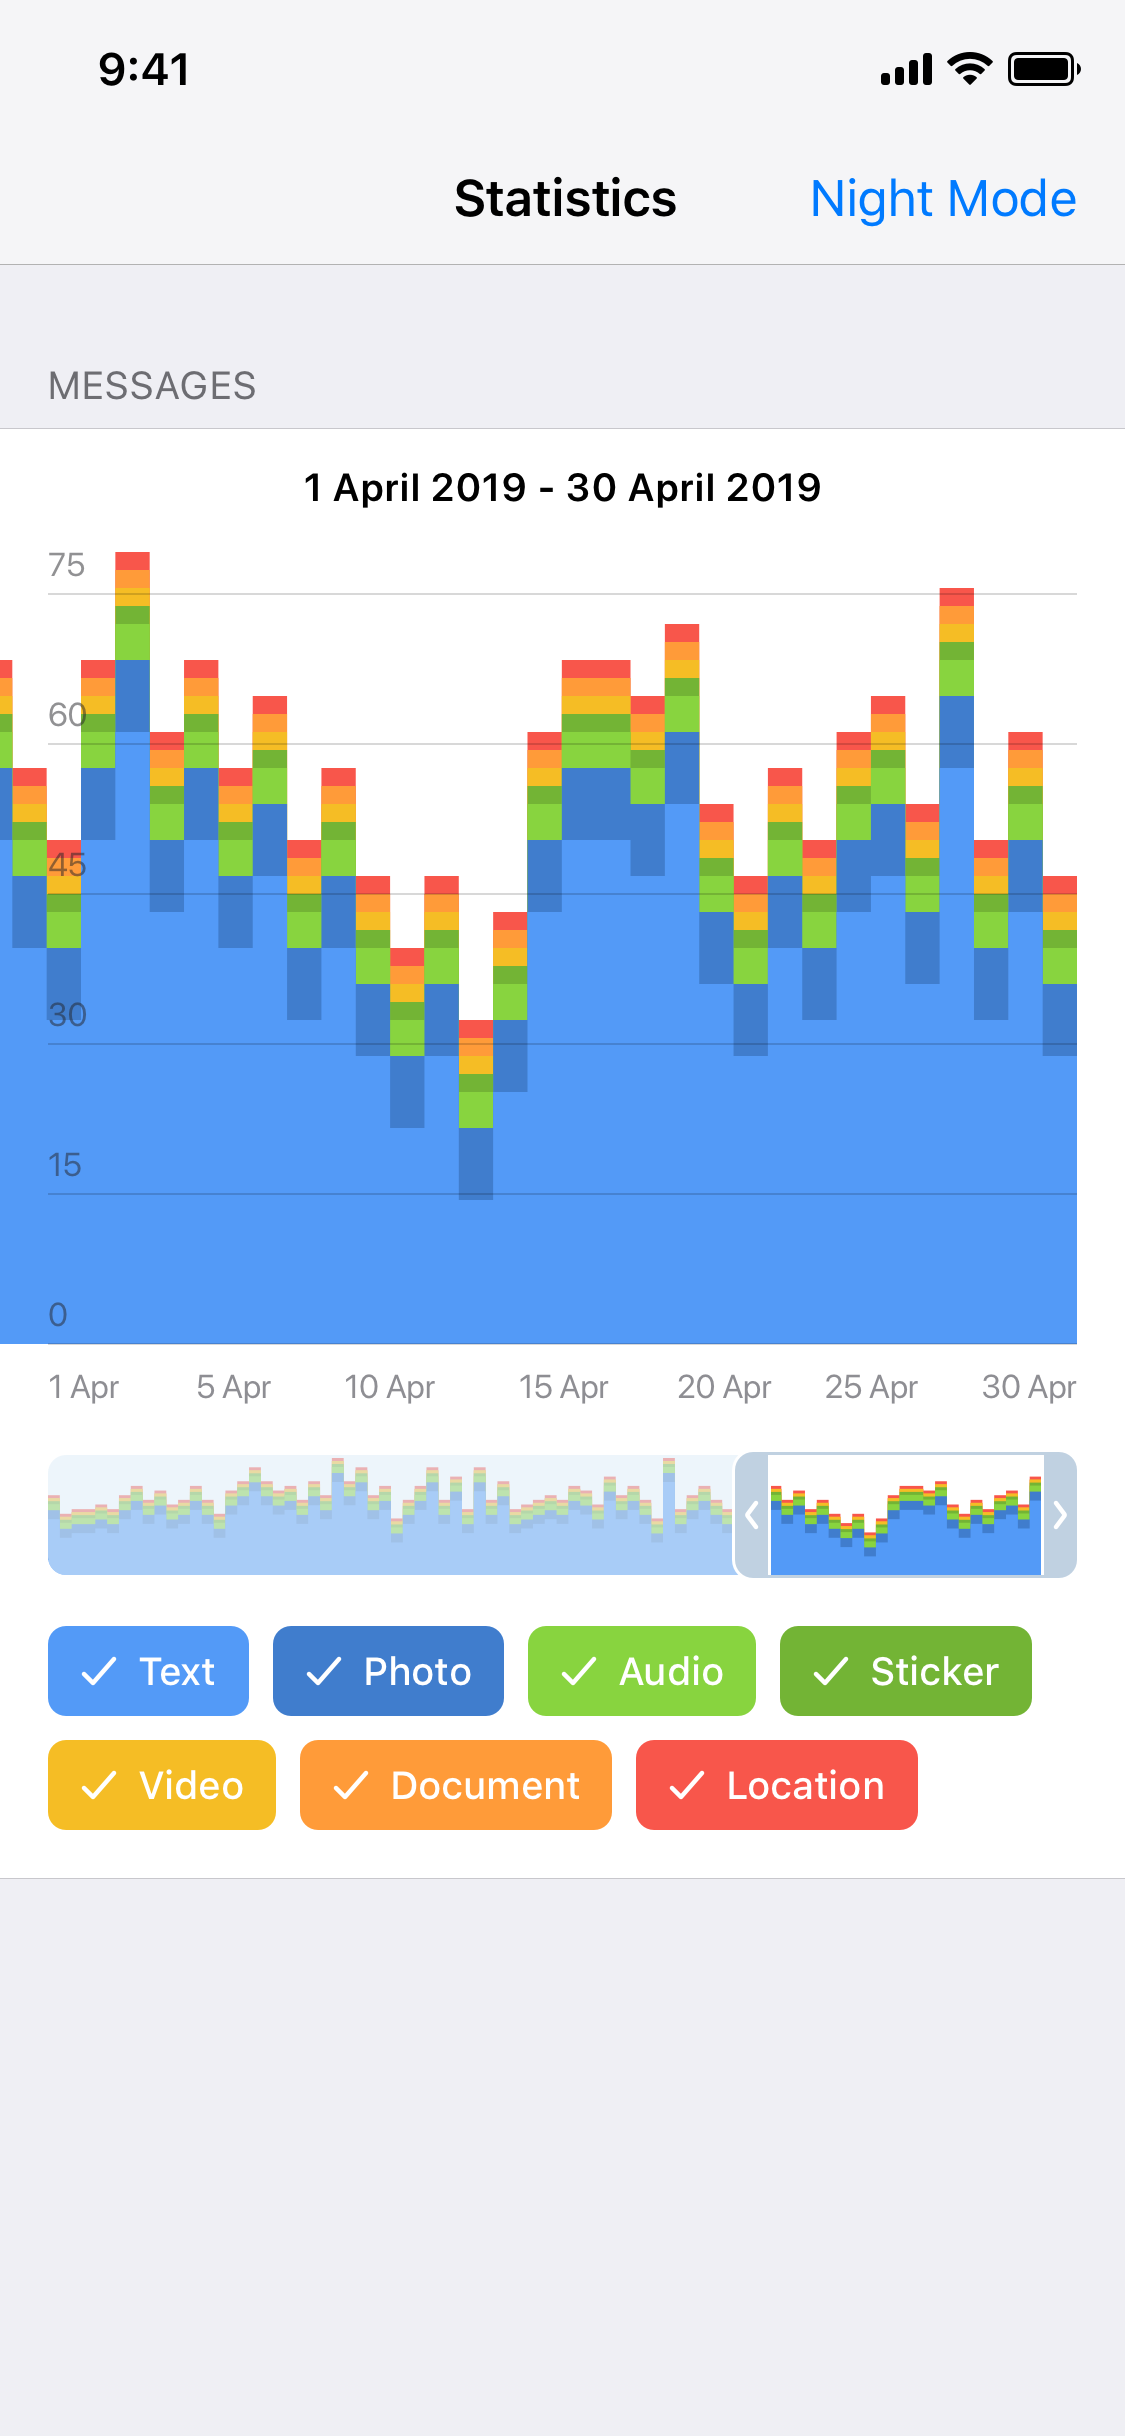 9:41
Statistics
Night Mode
MESSAGES
1 April 2019 - 30 April 2019
75
60
45
30
15
0
1 Apr 5 Apr 10 Apr 15 Apr 20 Apr 25 Apr 30 Apr
Text Photo Audio Sticker
Video Document Location